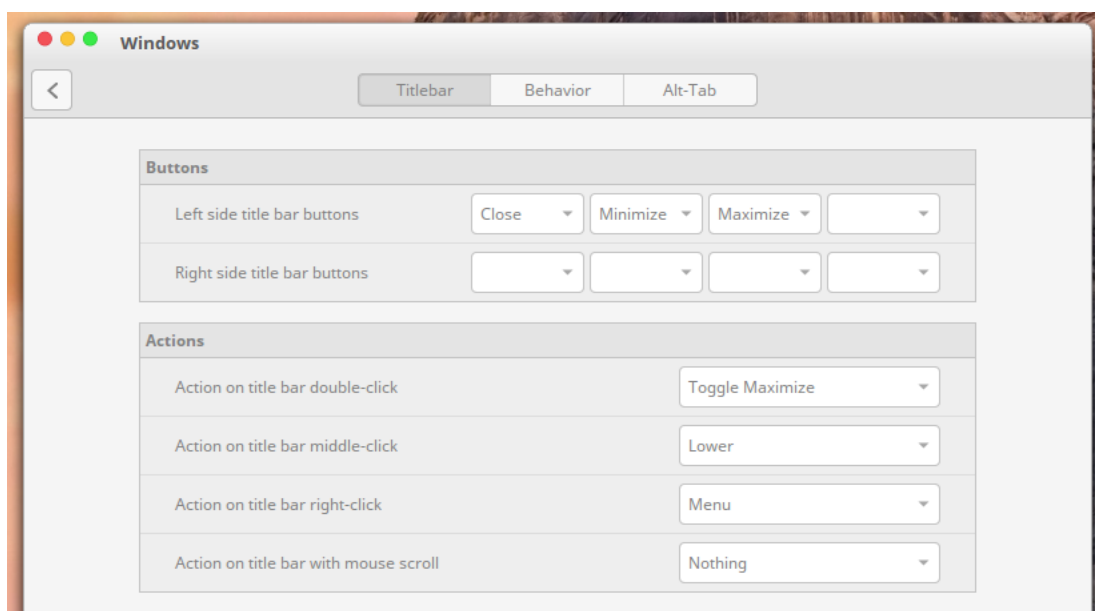 Windows
Titlebar Behavior Alt-Tab
Buttons
Left side title bar buttons Close Minimize Maximize
Right side title bar buttons
Actions
Action on title bar double-click Toggle Maximize
Action on title bar middle-click Lower
Action on title bar right-click Menu
Action on title bar with mouse scroll Nothing